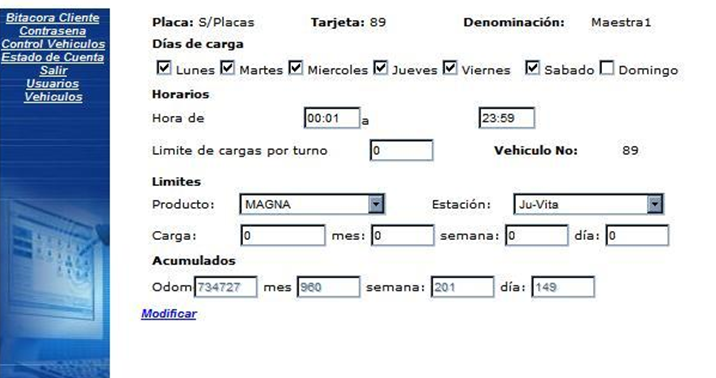 Bitacora Cliente
Contrasena
Control Vehiculos
Estado de Cuenta
Salir
Usuarios
Vehiculos
Placa: S/Placas Tarjeta: 89 Denominación: Maestra1
Días de carga
Lunes Martes Miercoles Jueves Viernes Sabado Domingo
Horarios
Hora de 00:01 a 23:59
Limite de cargas por turno 0 Vehiculo No: 89
Limites
Producto: MAGNA Estación: Ju-Vita
Carga: 0 mes: 0 semana: 0 día: 0
Acumulados
Odom 734727 mes 960 semana: 201 día: 149
Modificar